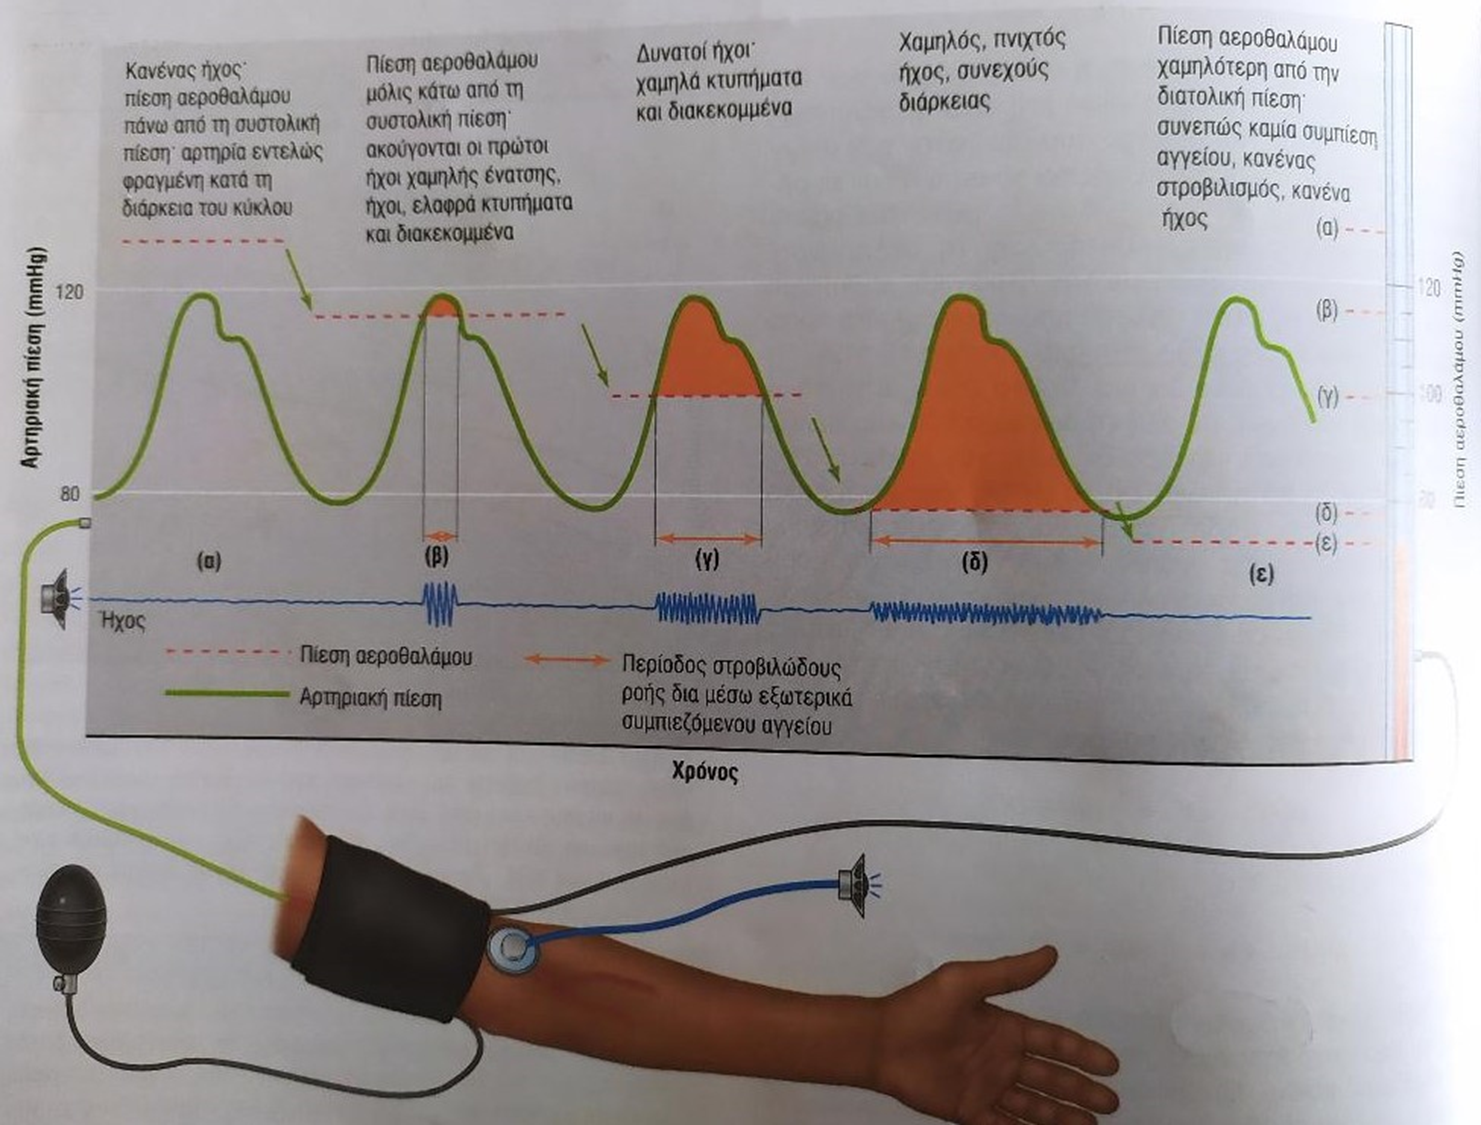 Κανένας ήχος·
πίεση αεροθαλάμου
πάνω από τη συστολική
πίεση· αρτηρία εντελώς
φραγμένη κατά τη
διάρκεια του κύκλου
Πίεση αεροθαλάμου
μόλις κάτω από τη
συστολική πίεση·
ακούγονται οι πρώτοι
ήχοι χαμηλής ένατσης,
ήχοι, ελαφρά κτυπήματα
και διακεκομμένα
Δυνατοί ήχοι·
χαμηλά κτυπήματα
και διακεκομμένα
Χαμηλός, πνιχτός
ήχος, συνεχούς
διάρκειας
Πίεση αεροθαλάμου
χαμηλότερη από την
διατολική πίεση·
συνεπώς καμία συμπίεση
αγγείου, κανένας
στροβιλισμός, κανένα
ήχος
Αρτηριακή πίεση (mmHg)
120
80
(α)
(β)
(γ)
(δ)
(ε)
(α)
(β)
(γ)
(δ)
(ε)
120
100
80
Πίεση αεροθαλάμου (mmHg)
Ήχος
Πίεση αεροθαλάμου
Αρτηριακή πίεση
Περίοδος στροβιλώδους
ροής δια μέσω εξωτερικά
συμπιεζόμενου αγγείου
Χρόνος